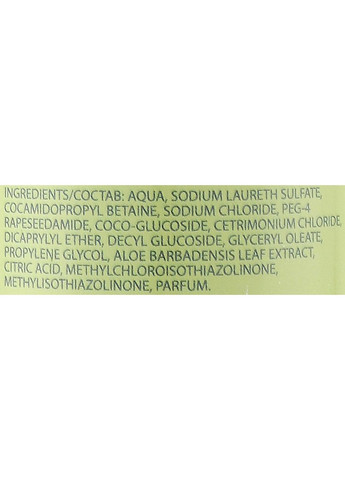 INGREDIENTS/СОСТАВ: AQUA, SODIUM LAURETH SULFATE,
COCAMIDOPROPYL BETAINE, SODIUM CHLORIDE, PEG-4
RAPESEEDAMIDE, COCO-GLUCOSIDE, CETRIMONIUM CHLORIDE,
DICAPRYLYL ETHER, DECYL GLUCOSIDE, GLYCERYL OLEATE,
PROPYLENE GLYCOL, ALOE BARBADENSIS LEAF EXTRACT,
CITRIC ACID, METHYLCHLOROISOTHIAZOLINONE,
METHYLISOTHIAZOLINONE, PARFUM.